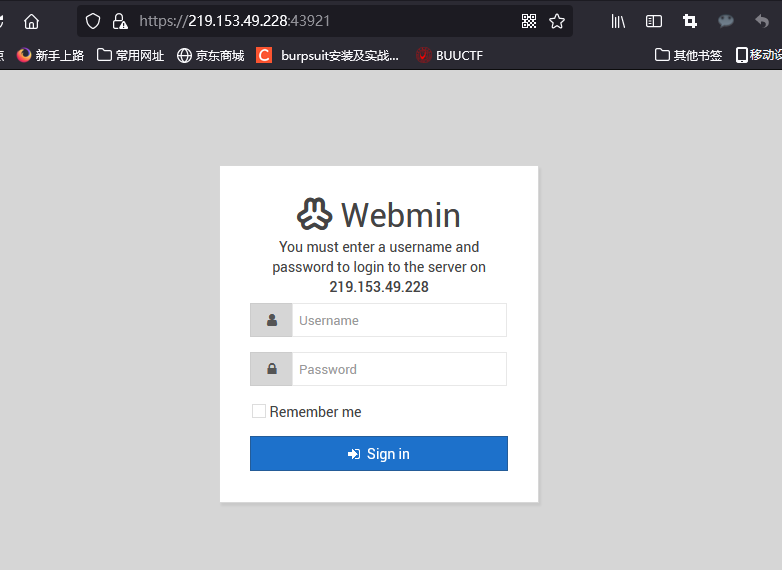 https://219.153.49.228:43921
新手上路 常用网址 京东商城 C burpsuit安装及实战... BUUCTF 其他书签
Webmin
You must enter a username and
password to login to the server on
219.153.49.228
Username
Password
Remember me
Sign in